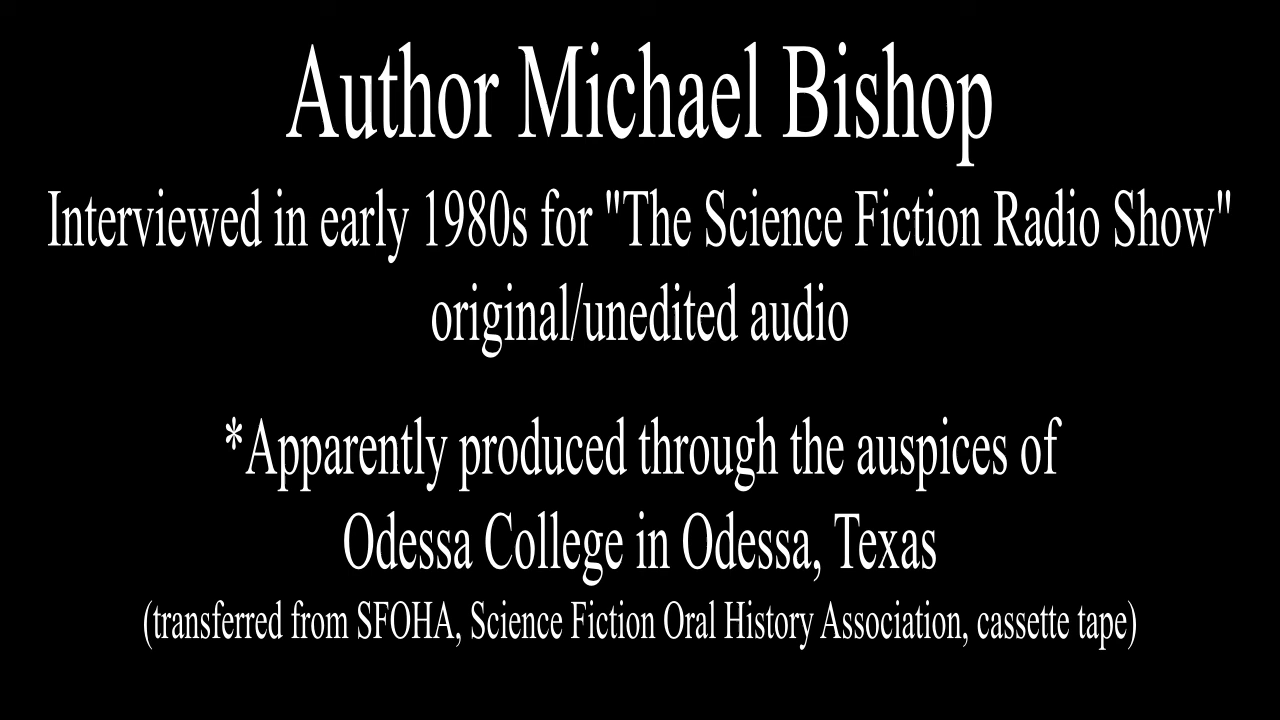 Author Michael Bishop
Interviewed in early 1980s for "The Science Fiction Radio Show"
original/unedited audio
*Apparently produced through the auspices of
Odessa College in Odessa, Texas
(transferred from SFOHA, Science Fiction Oral History Association, cassette tape)